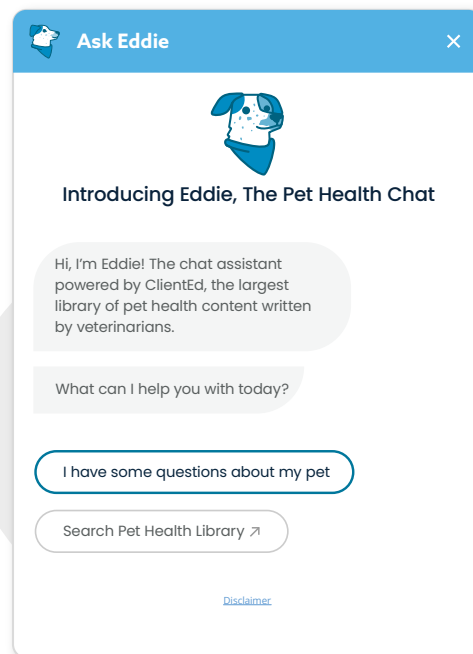 Ask Eddie
Introducing Eddie, The Pet Health Chat
Hi, I'm Eddie! The chat assistant
powered by ClientEd, the largest
library of pet health content written
by veterinarians.
What can I help you with today?
I have some questions about my pet
Search Pet Health Library
Disclaimer